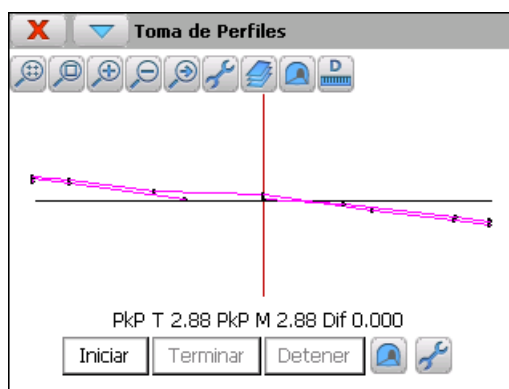 Toma de Perfiles
D
PkP T 2.88 PkP M 2.88 Dif 0.000
Iniciar Terminar Detener